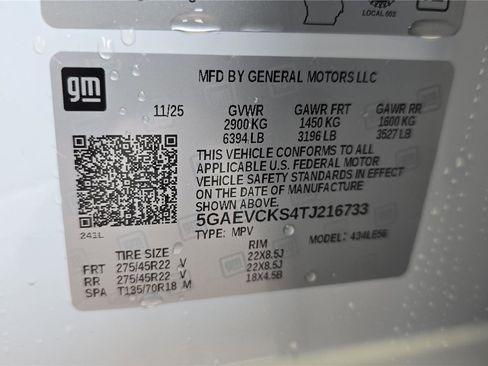 LOCAL 602
gm
MFD BY GENERAL MOTORS LLC
11/25 GVWR GAWR FRT GAWR RR
2900 KG 1450 KG 1600 KG
6394 LB 3196 LB 3527 LB
THIS VEHICLE CONFORMS TO ALL
APPLICABLE U.S. FEDERAL MOTOR
VEHICLE SAFETY STANDARDS IN EFFECT
ON THE DATE OF MANUFACTURE
SHOWN ABOVE.
5GAEVCKS4TJ216733
TYPE: MPV MODEL: 434LE56
241L
TIRE SIZE RIM
FRT 275/45R22 V 22X8.5J
RR 275/45R22 V 22X8.5J
SPA T135/70R18 M 18X4.5B